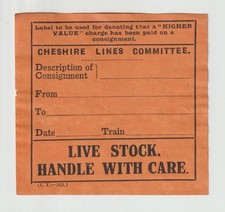 Label to be used for denoting that a "HIGHER
VALUE" charge has been paid on a
consignment.
CHESHIRE LINES COMMITTEE.
Description of
Consignment
From
To
Date Train
LIVE STOCK.
HANDLE WITH CARE.